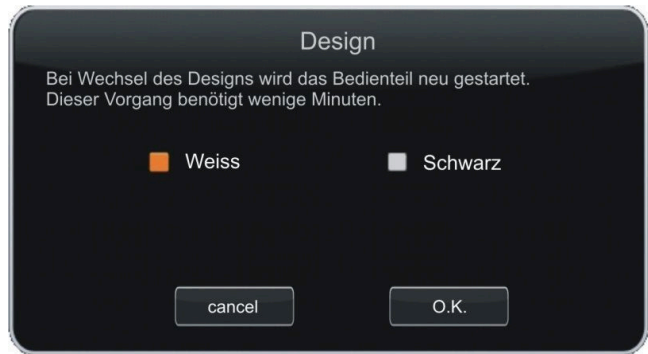 Design
Bei Wechsel des Designs wird das Bedienteil neu gestartet.
Dieser Vorgang benötigt wenige Minuten.
Weiss Schwarz
cancel O.K.